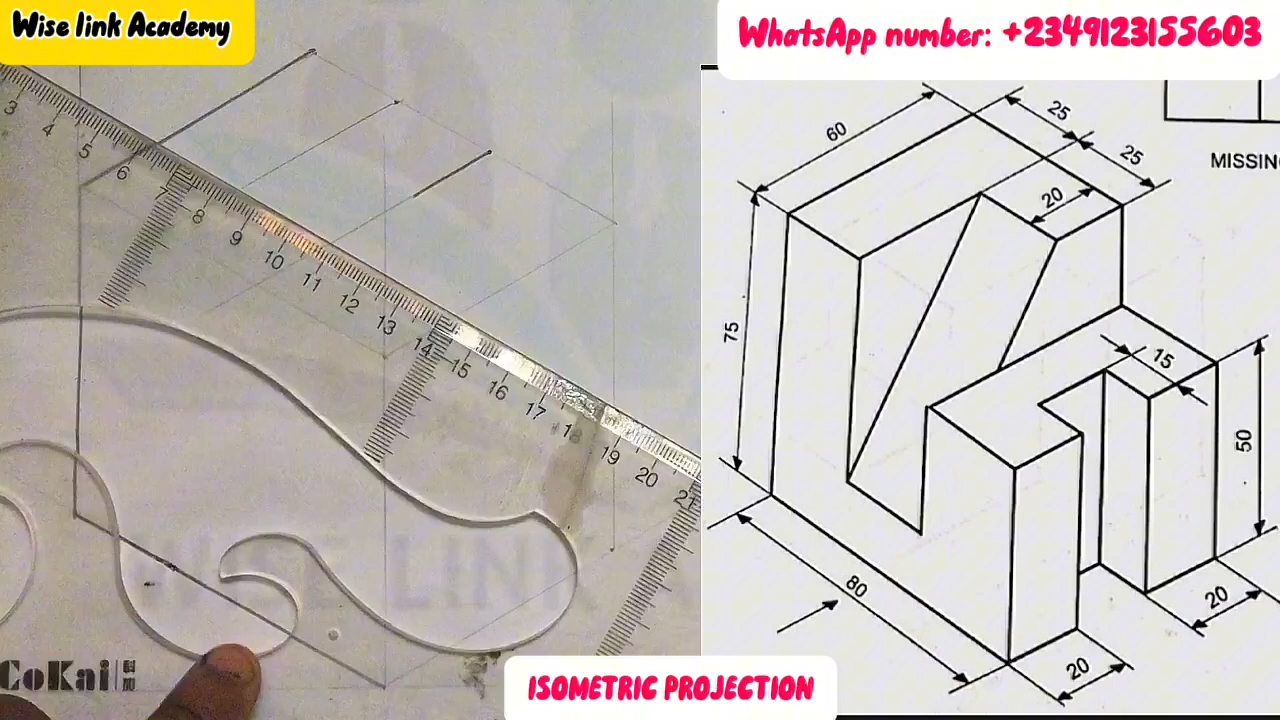 Wise link Academy
WhatsApp number: +2349123155603
3 4 5 6 7 8 9 10 11 12 13 14 15 16 17 18 19 20 21
60
25
25
20
MISSING
75
15
50
80
20
20
WISE LINK
CoKai
ISOMETRIC PROJECTION